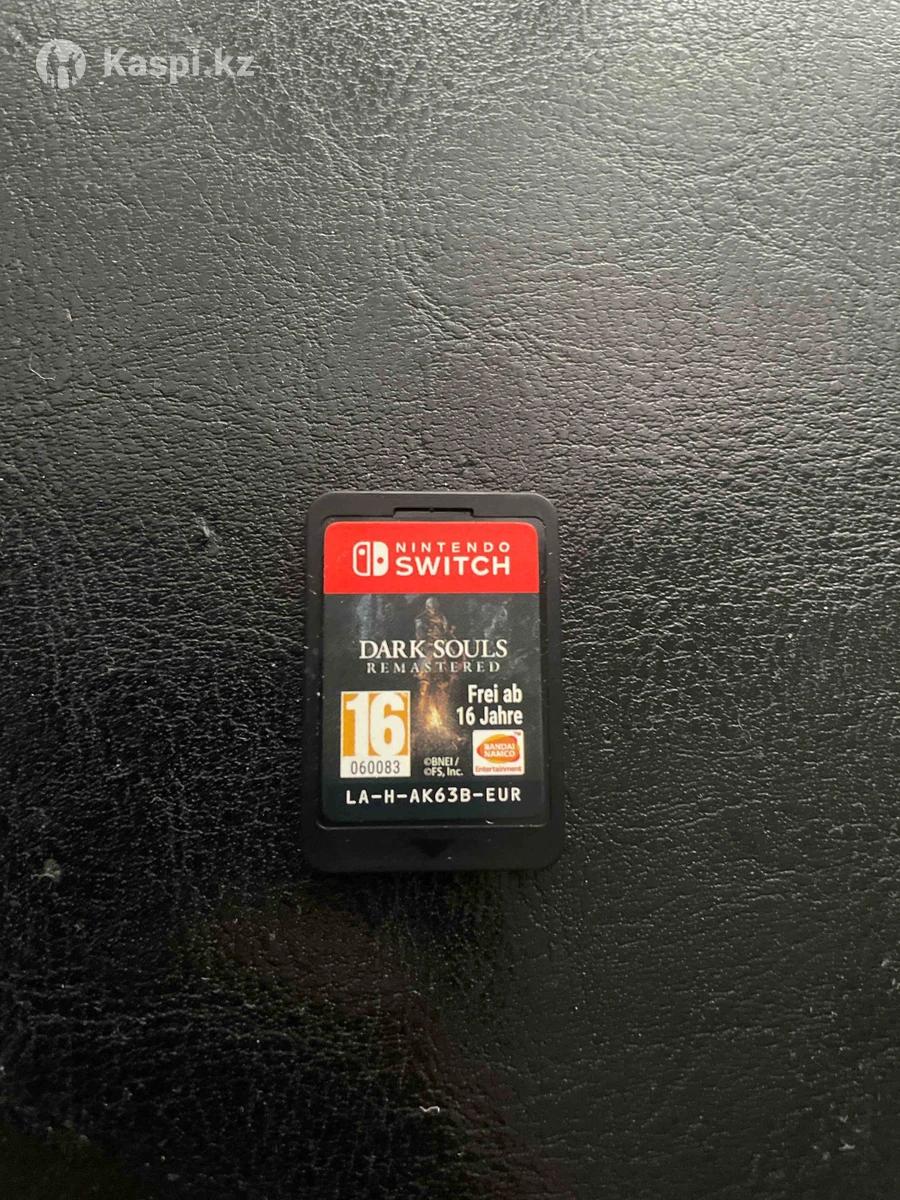 Kaspi.kz
NINTENDO
SWITCH
DARK SOULS
REMASTERED
16
060083
Frei ab
16 Jahre
©BNEI /
©FS, Inc.
BANDAI
NAMCO
Entertainment
TM
LA-H-AK63B-EUR